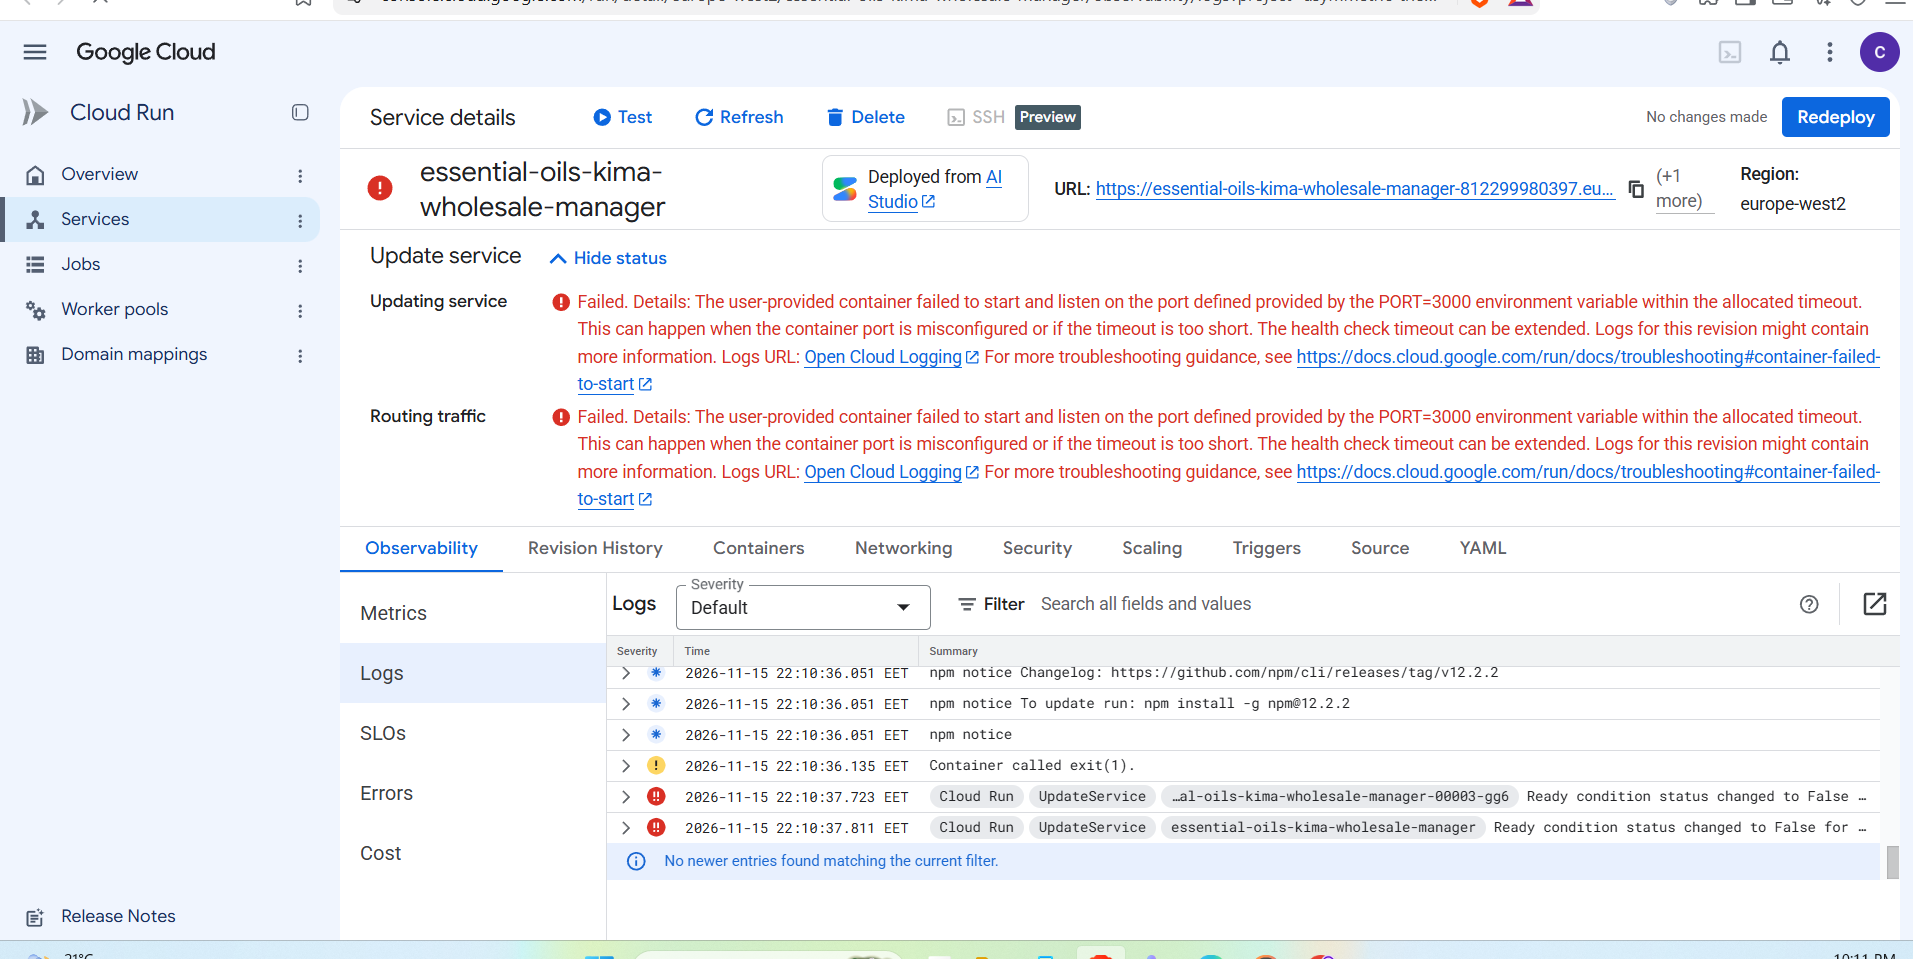 Google Cloud
C
Cloud Run
Overview
Services
Jobs
Worker pools
Domain mappings
Release Notes
Service details
Test
Refresh
Delete
SSH
Preview
No changes made
Redeploy
essential-oils-kima-
wholesale-manager
Deployed from AI
Studio
URL: https://essential-oils-kima-wholesale-manager-812299980397.eu...
(+1
more)
Region:
europe-west2
Update service
Hide status
Updating service
Failed. Details: The user-provided container failed to start and listen on the port defined provided by the PORT=3000 environment variable within the allocated timeout.
This can happen when the container port is misconfigured or if the timeout is too short. The health check timeout can be extended. Logs for this revision might contain
more information. Logs URL: Open Cloud Logging For more troubleshooting guidance, see https://docs.cloud.google.com/run/docs/troubleshooting#container-failed-
to-start
Routing traffic
Failed. Details: The user-provided container failed to start and listen on the port defined provided by the PORT=3000 environment variable within the allocated timeout.
This can happen when the container port is misconfigured or if the timeout is too short. The health check timeout can be extended. Logs for this revision might contain
more information. Logs URL: Open Cloud Logging For more troubleshooting guidance, see https://docs.cloud.google.com/run/docs/troubleshooting#container-failed-
to-start
Observability
Revision History
Containers
Networking
Security
Scaling
Triggers
Source
YAML
Metrics
Logs
SLOs
Errors
Cost
Logs
Severity
Default
Filter
Search all fields and values
Severity Time Summary
2026-11-15 22:10:36.051 EET npm notice Changelog: https://github.com/npm/cli/releases/tag/v12.2.2
2026-11-15 22:10:36.051 EET npm notice To update run: npm install -g npm@12.2.2
2026-11-15 22:10:36.051 EET npm notice
2026-11-15 22:10:36.135 EET Container called exit(1).
2026-11-15 22:10:37.723 EET Cloud Run UpdateService …al-oils-kima-wholesale-manager-00003-gg6 Ready condition status changed to False …
2026-11-15 22:10:37.811 EET Cloud Run UpdateService essential-oils-kima-wholesale-manager Ready condition status changed to False for …
No newer entries found matching the current filter.